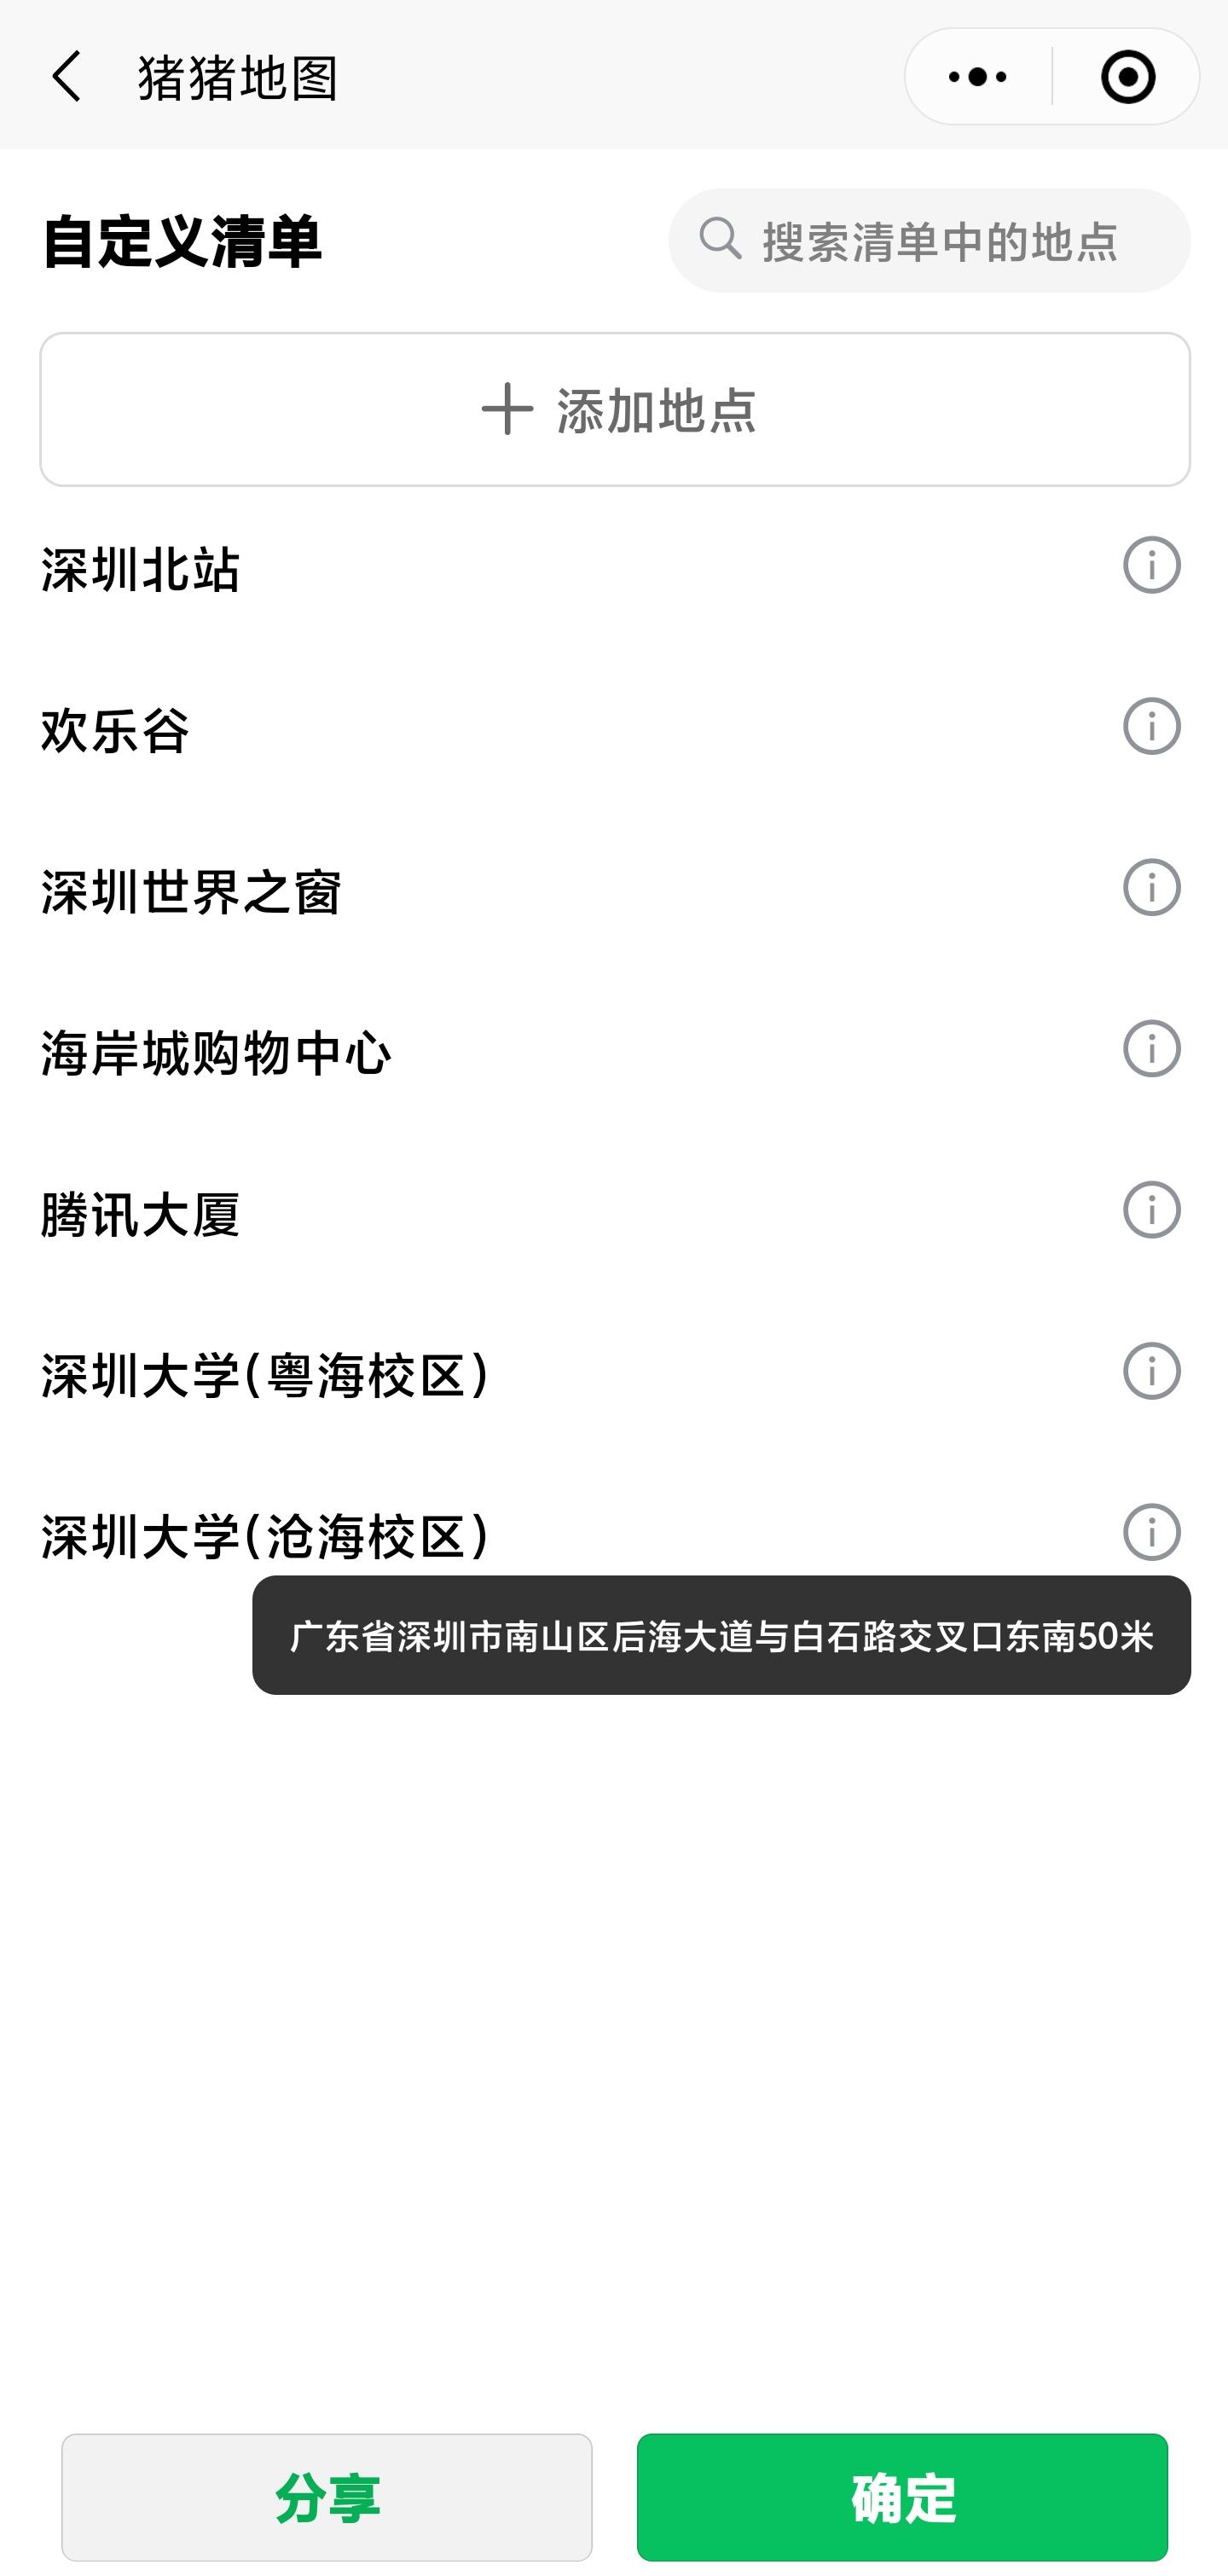 猪猪地图
自定义清单
搜索清单中的地点
添加地点
深圳北站
欢乐谷
深圳世界之窗
海岸城购物中心
腾讯大厦
深圳大学(粤海校区)
深圳大学(沧海校区)
广东省深圳市南山区后海大道与白石路交叉口东南50米
分享
确定